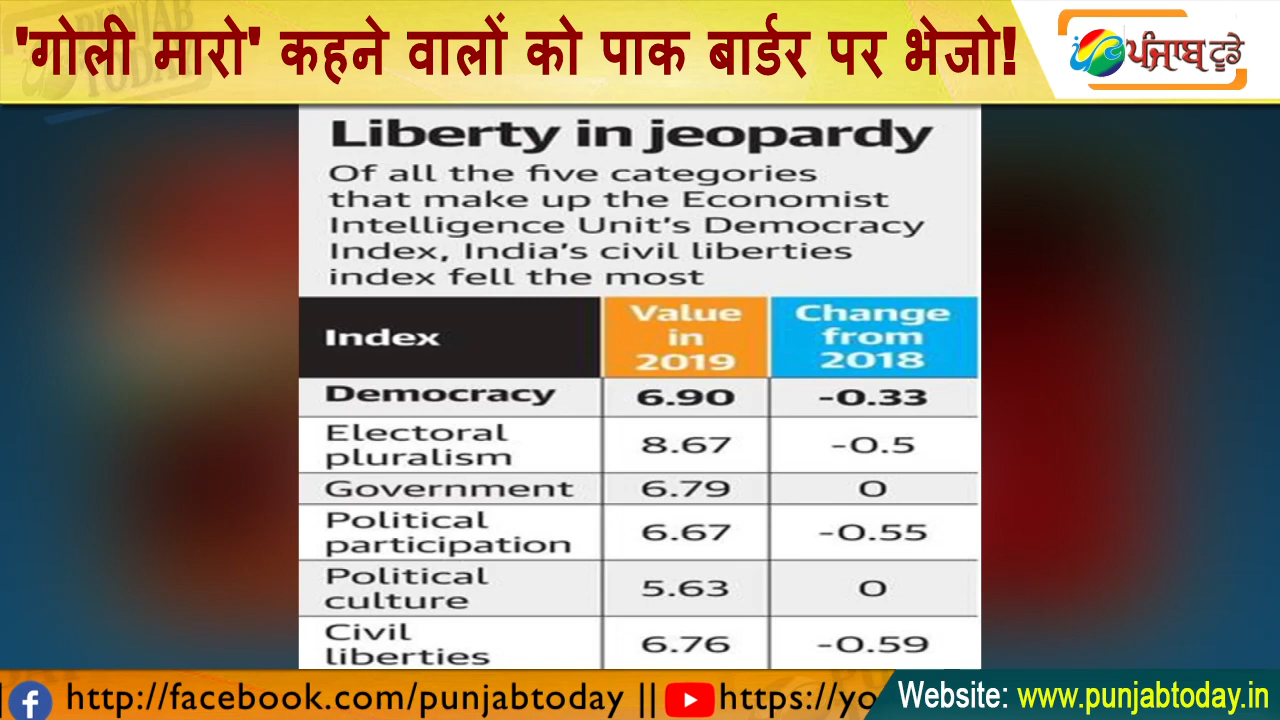 'गोली मारो' कहने वालों को पाक बार्डर पर भेजो!
ਪੰਜਾਬ ਟੂਡੇ
PUNJAB
TODAY
Liberty in jeopardy
Of all the five categories
that make up the Economist
Intelligence Unit's Democracy
Index, India's civil liberties
index fell the most
Index Value in 2019 Change from 2018
Democracy 6.90 -0.33
Electoral pluralism 8.67 -0.5
Government 6.79 0
Political participation 6.67 -0.55
Political culture 5.63 0
Civil liberties 6.76 -0.59
http://facebook.com/punjabtoday || https://yo
Website: www.punjabtoday.in